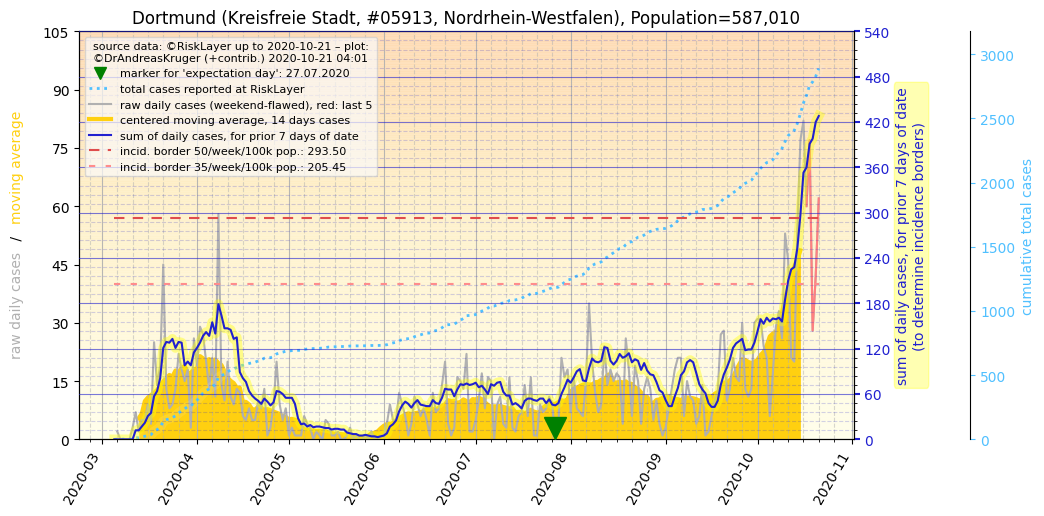 Dortmund (Kreisfreie Stadt, #05913, Nordrhein-Westfalen), Population=587,010
source data: ©RiskLayer up to 2020-10-21 – plot:
©DrAndreasKruger (+contrib.) 2020-10-21 04:01
marker for 'expectation day': 27.07.2020
total cases reported at RiskLayer
raw daily cases (weekend-flawed), red: last 5
centered moving average, 14 days cases
sum of daily cases, for prior 7 days of date
incid. border 50/week/100k pop.: 293.50
incid. border 35/week/100k pop.: 205.45
raw daily cases / moving average
105
90
75
60
45
30
15
0
2020-03
2020-04
2020-05
2020-06
2020-07
2020-08
2020-09
2020-10
2020-11
540
480
420
360
300
240
180
120
60
0
sum of daily cases, for prior 7 days of date
(to determine incidence borders)
3000
2500
2000
1500
1000
500
0
cumulative total cases